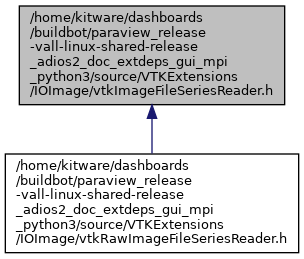 /home/kitware/dashboards
/buildbot/paraview_release
-vall-linux-shared-release
_adios2_doc_extdeps_gui_mpi
_python3/source/VTKExtensions
/IOImage/vtkImageFileSeriesReader.h
/home/kitware/dashboards
/buildbot/paraview_release
-vall-linux-shared-release
_adios2_doc_extdeps_gui_mpi
_python3/source/VTKExtensions
/IOImage/vtkRawImageFileSeriesReader.h